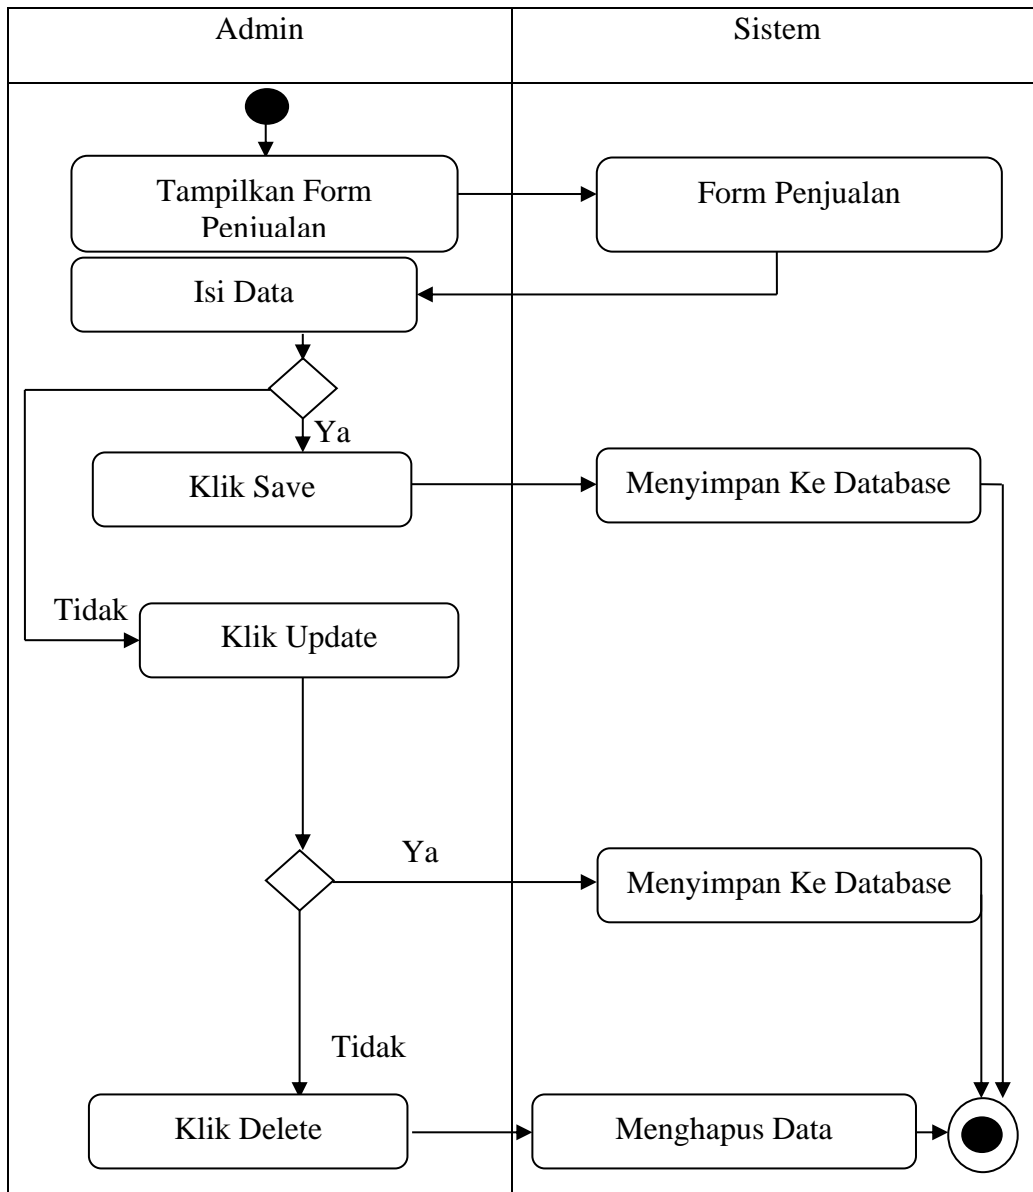 Admin
Sistem
Tampilkan Form
Penjualan
Form Penjualan
Isi Data
Ya
Klik Save
Menyimpan Ke Database
Tidak
Klik Update
Ya
Menyimpan Ke Database
Tidak
Klik Delete
Menghapus Data